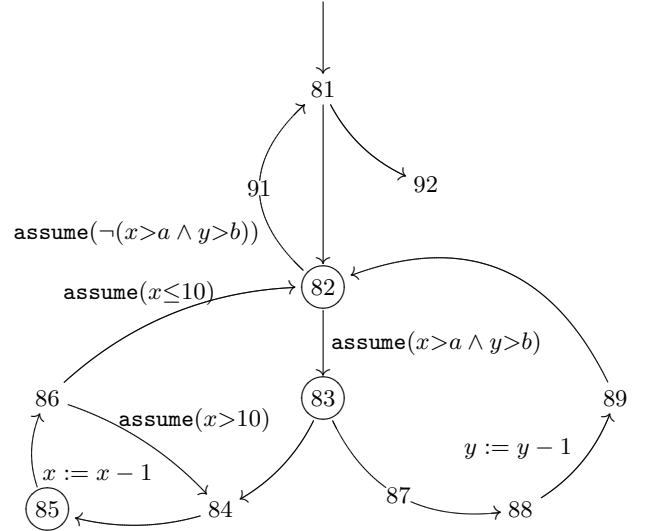 81
91
92
assume(¬(x>a ∧ y>b))
82
assume(x≤10)
assume(x>a ∧ y>b)
86
83
89
assume(x>10)
y := y − 1
x := x − 1
87
85
84
88